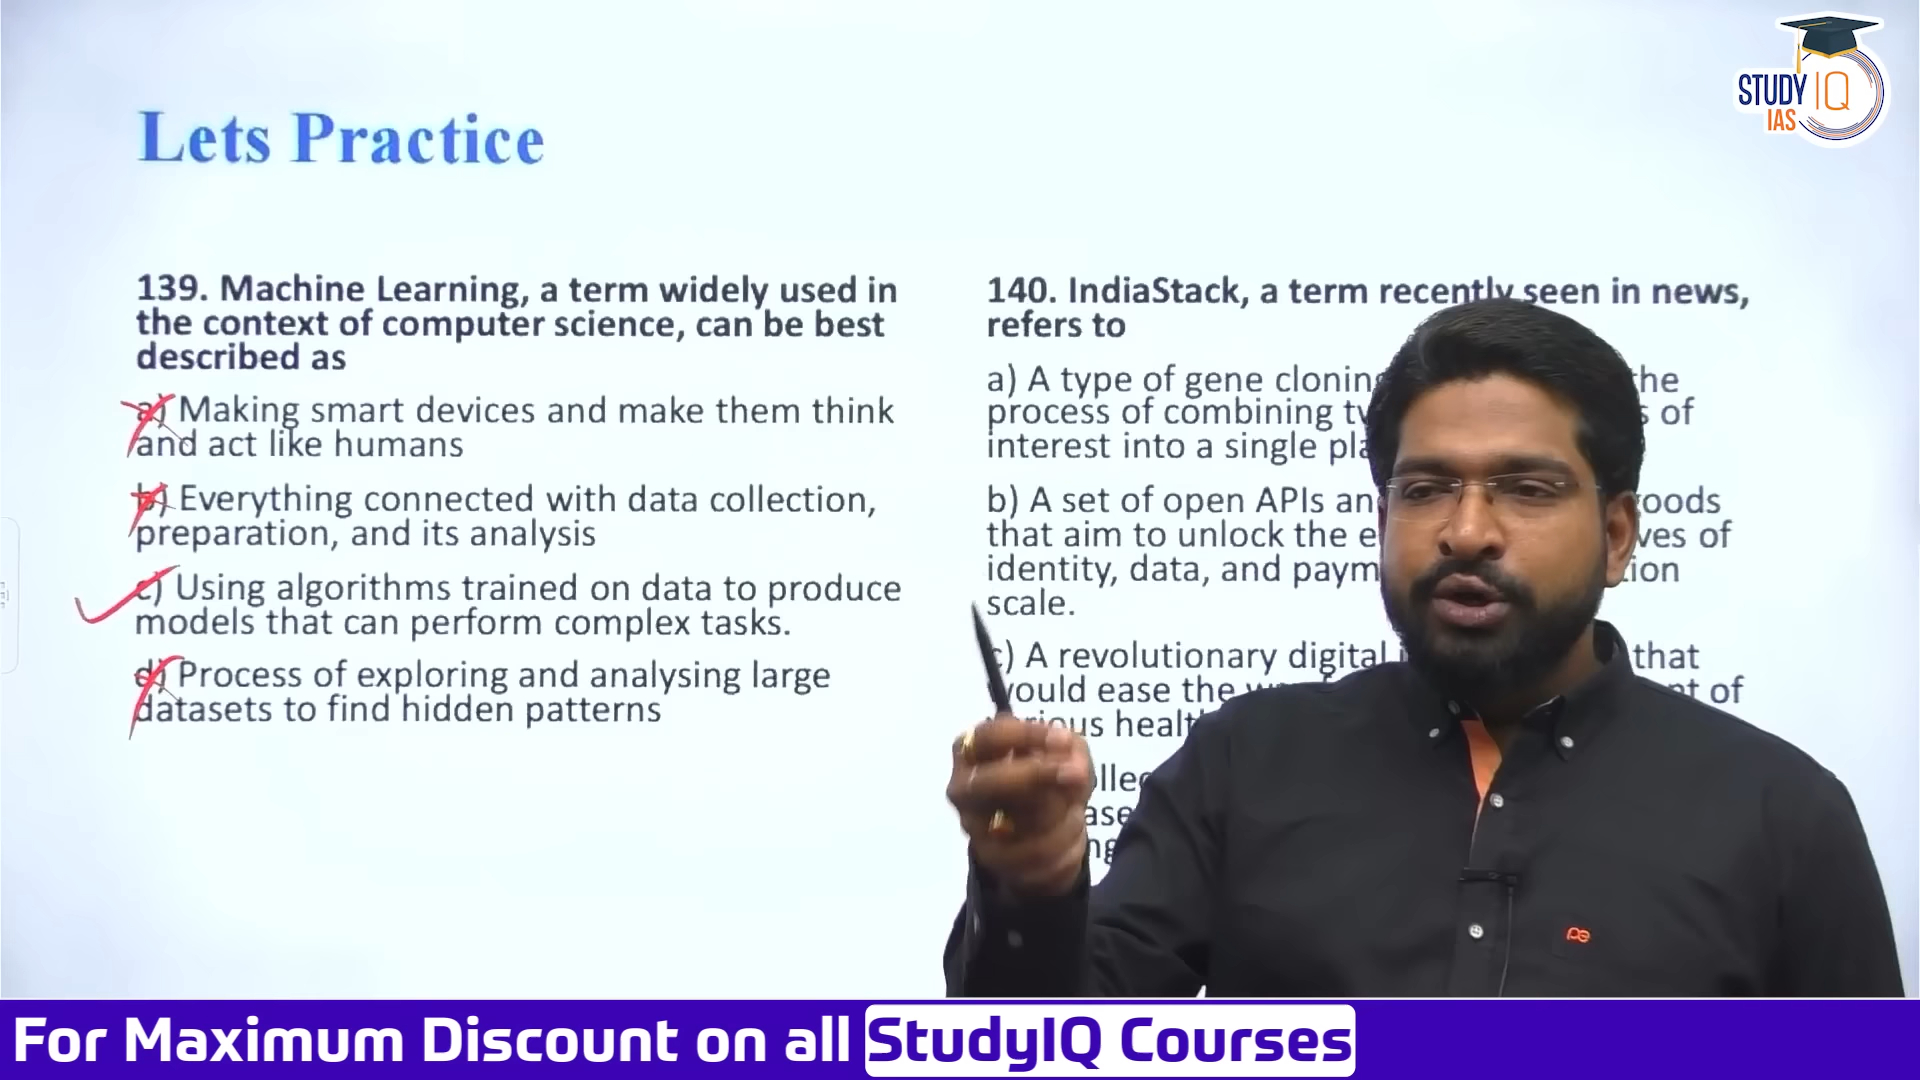 STUDY IQ
IAS
Lets Practice
139. Machine Learning, a term widely used in
the context of computer science, can be best
described as
a) Making smart devices and make them think
and act like humans
b) Everything connected with data collection,
preparation, and its analysis
c) Using algorithms trained on data to produce
models that can perform complex tasks.
d) Process of exploring and analysing large
datasets to find hidden patterns
140. IndiaStack, a term recently seen in news,
refers to
a) A type of gene cloning he
process of combining of
interest into a single
b) A set of open APIs goods
that aim to unlock the of
identity, data, and
scale.
c) A revolutionary digital that
would ease the of
For Maximum Discount on all StudyIQ Courses